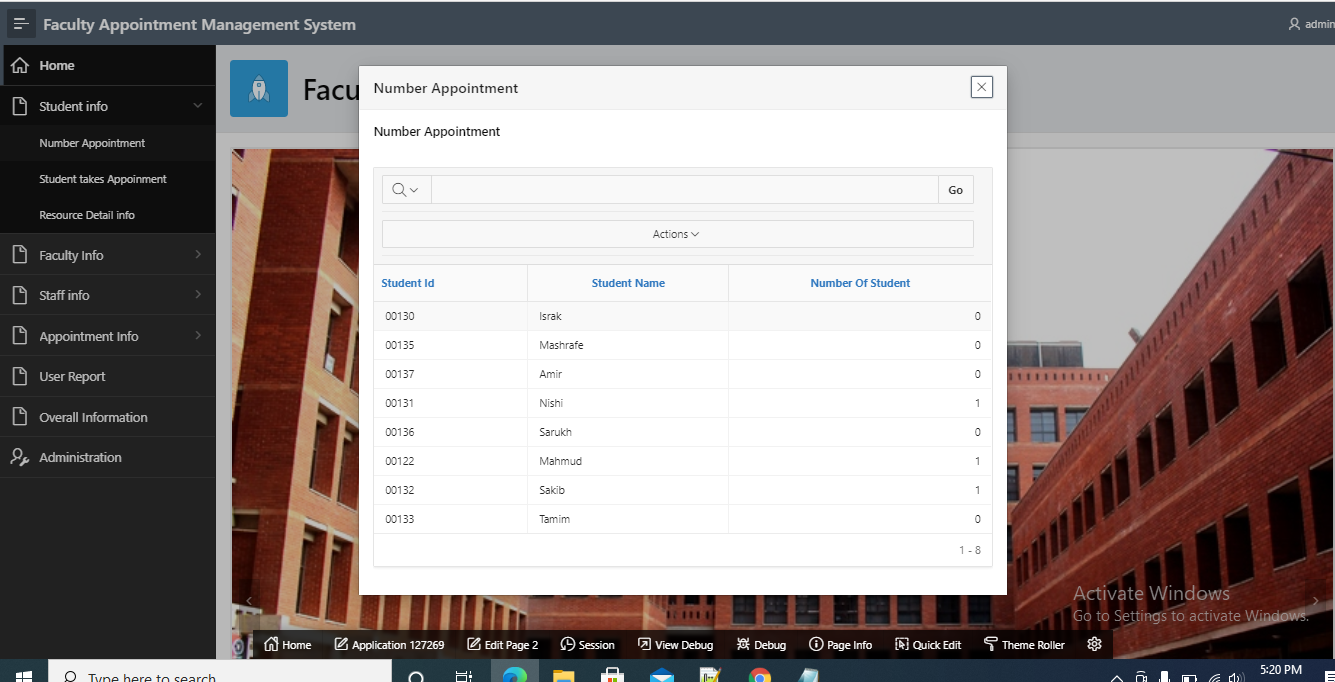 Faculty Appointment Management System
admin
Home
Student info
Number Appointment
Student takes Appoinment
Resource Detail info
Faculty Info
Staff info
Appointment Info
User Report
Overall Information
Administration
Facu
Number Appointment
Number Appointment
Go
Actions
Student Id Student Name Number Of Student
00130 Israk 0
00135 Mashrafe 0
00137 Amir 0
00131 Nishi 1
00136 Sarukh 0
00122 Mahmud 1
00132 Sakib 1
00133 Tamim 0
1 - 8
Activate Windows
Go to Settings to activate Windows.
Home Application 127269 Edit Page 2 Session View Debug Debug Page Info Quick Edit Theme Roller
Type here to search
5:20 PM